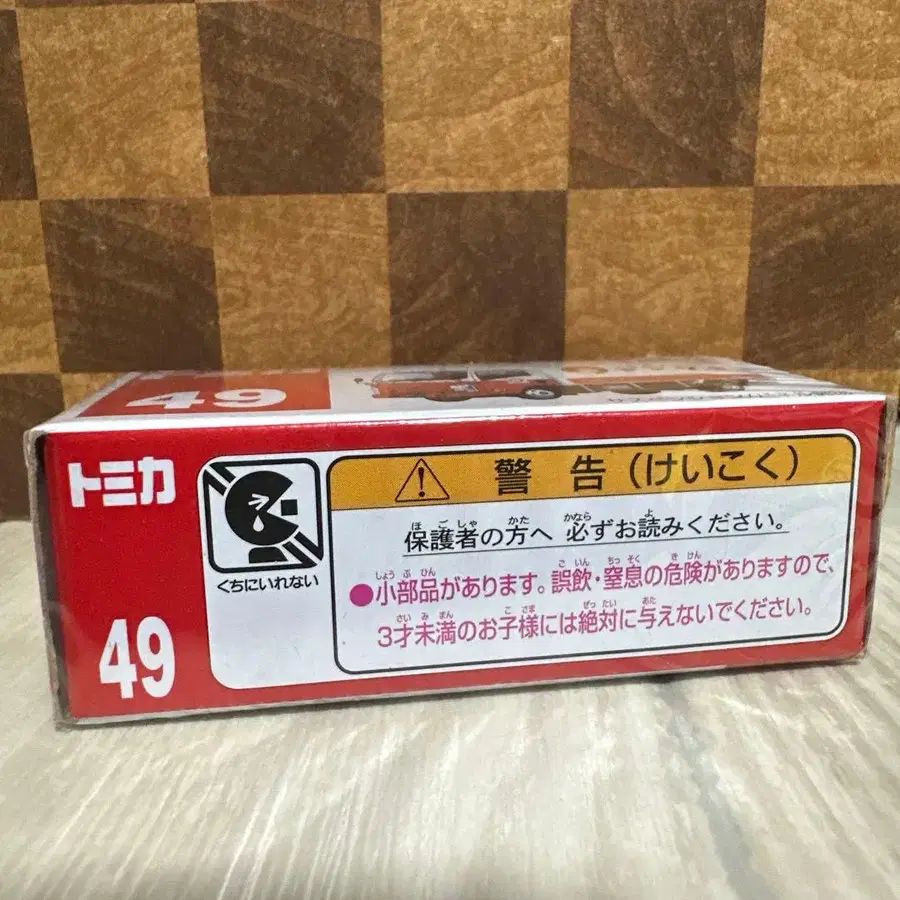 49
トミカ
49
くちにいれない
警告(けいこく)
保護者の方へ 必ずお読みください。
●小部品があります。誤飲・窒息の危険がありますので、
3才未満のお子様には絶対に与えないでください。